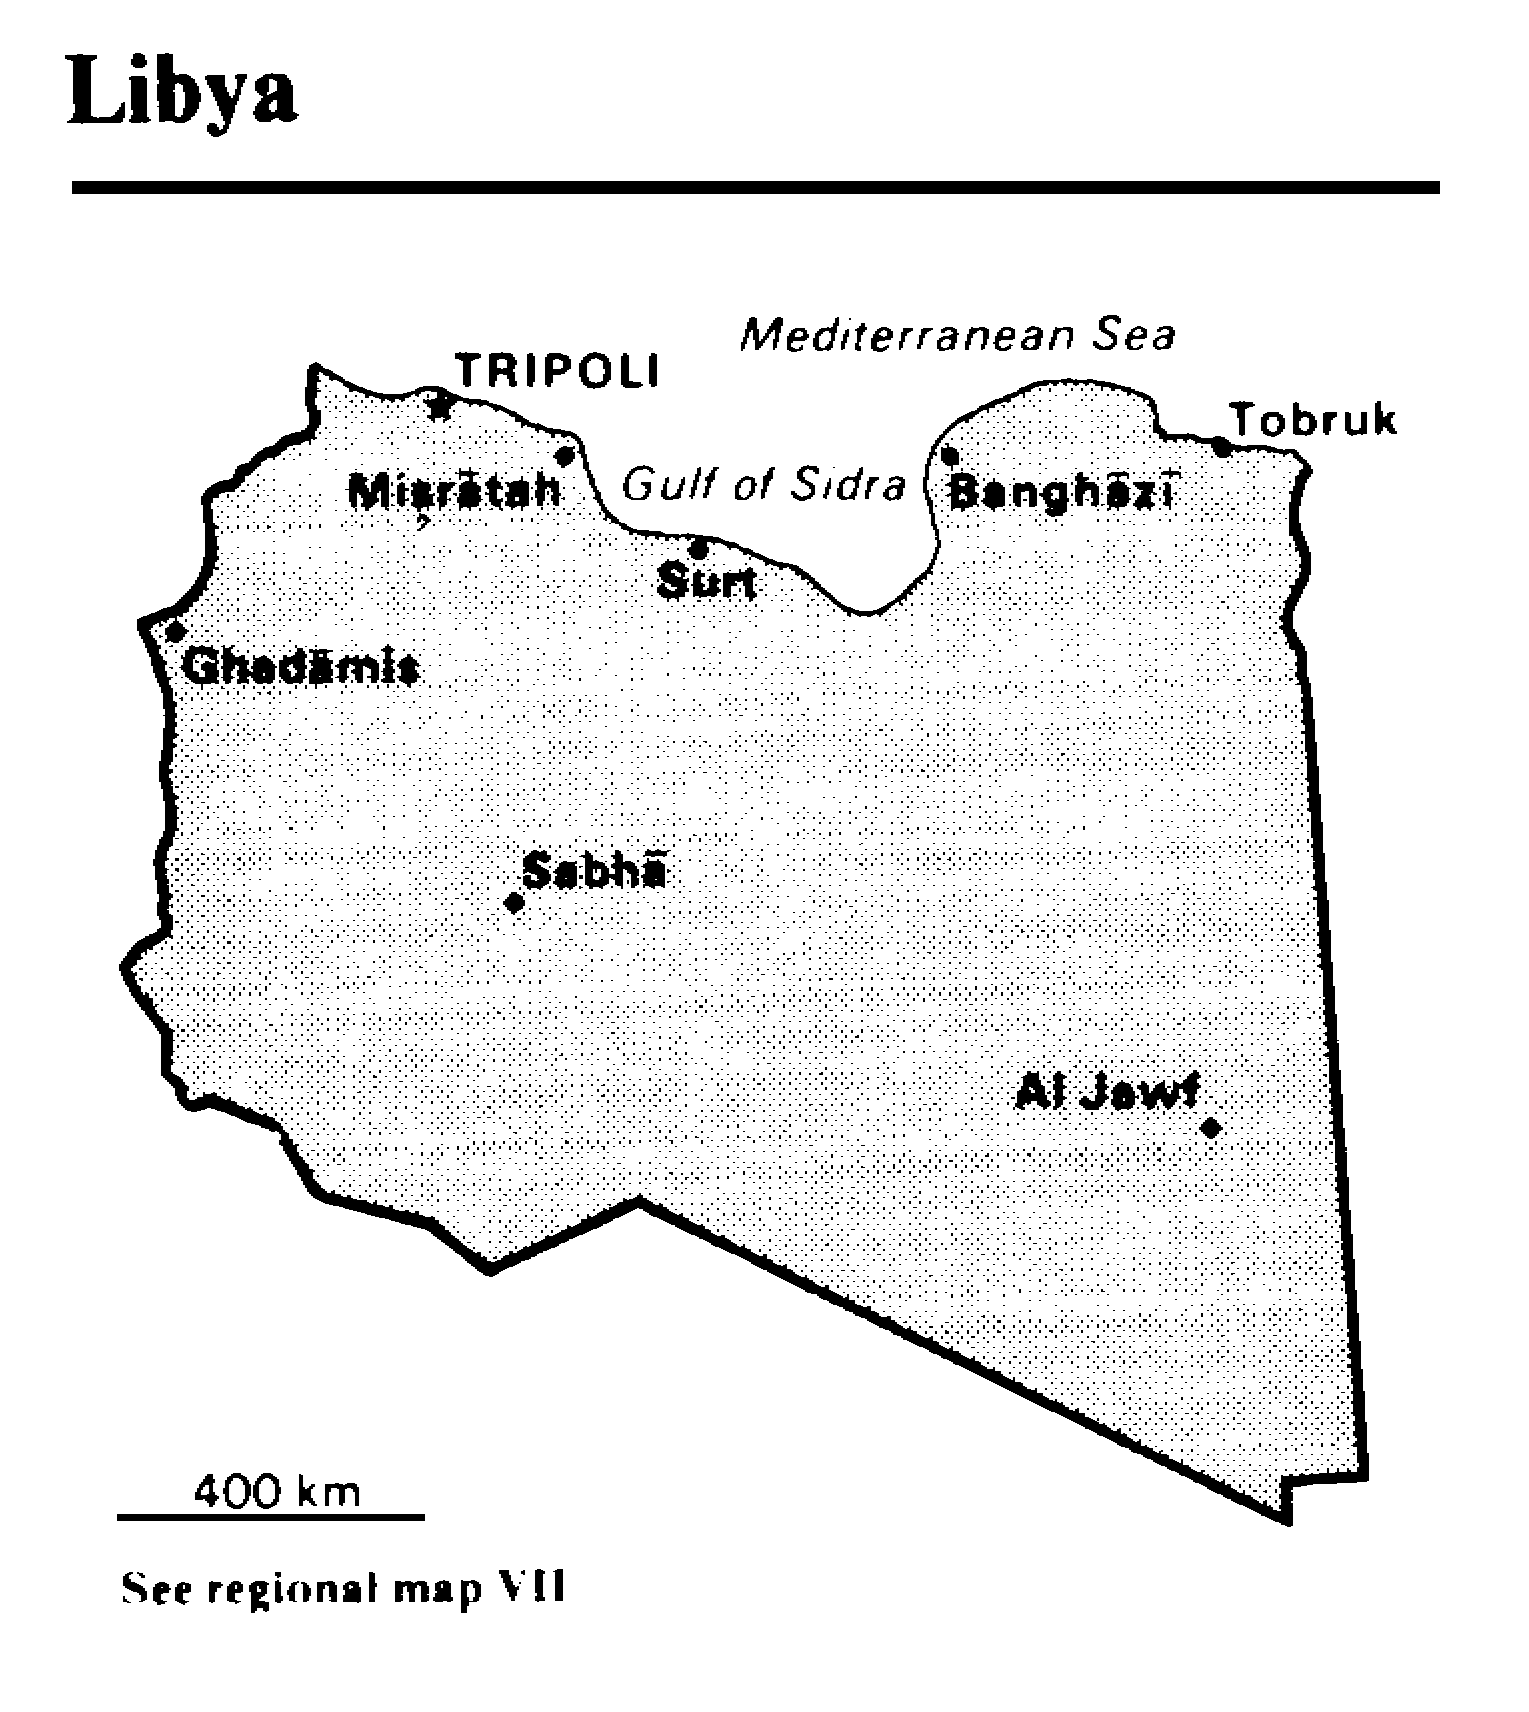 Libya
Mediterranean Sea
TRIPOLI
Tobruk
Miṣrātah
Gulf of Sidra
Banghāzī
Surt
Ghadāmis
Sabhā
Al Jawf
400 km
See regional map VII